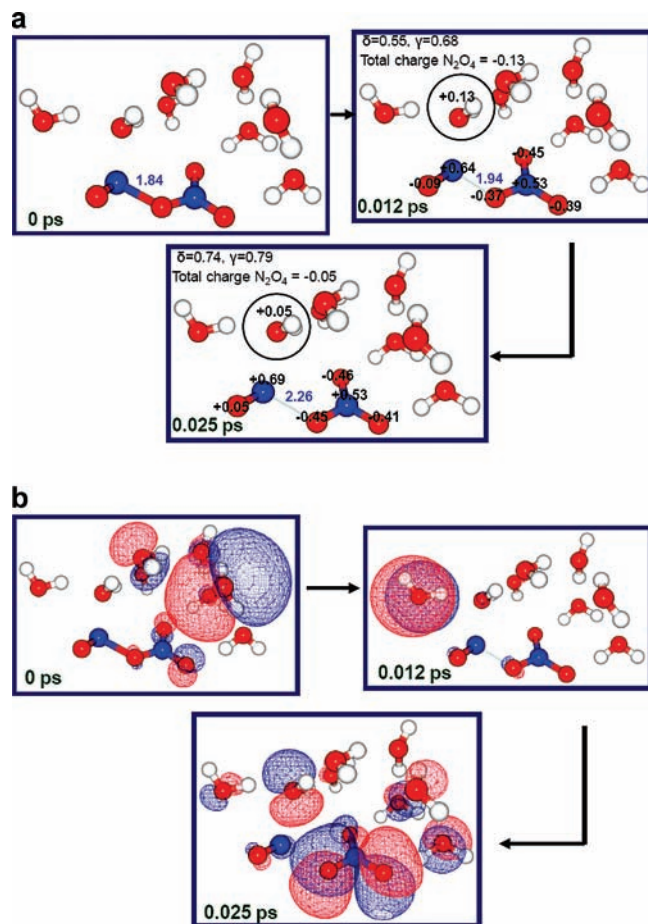 a
1.84
0 ps
δ=0.55, γ=0.68
Total charge N₂O₄ = -0.13
+0.13
-0.45
+0.64
1.94
-0.09
+0.53
-0.37
-0.39
0.012 ps
δ=0.74, γ=0.79
Total charge N₂O₄ = -0.05
+0.05
-0.46
+0.69
2.26
+0.53
+0.05
-0.45
-0.41
0.025 ps
b
0 ps
0.012 ps
0.025 ps